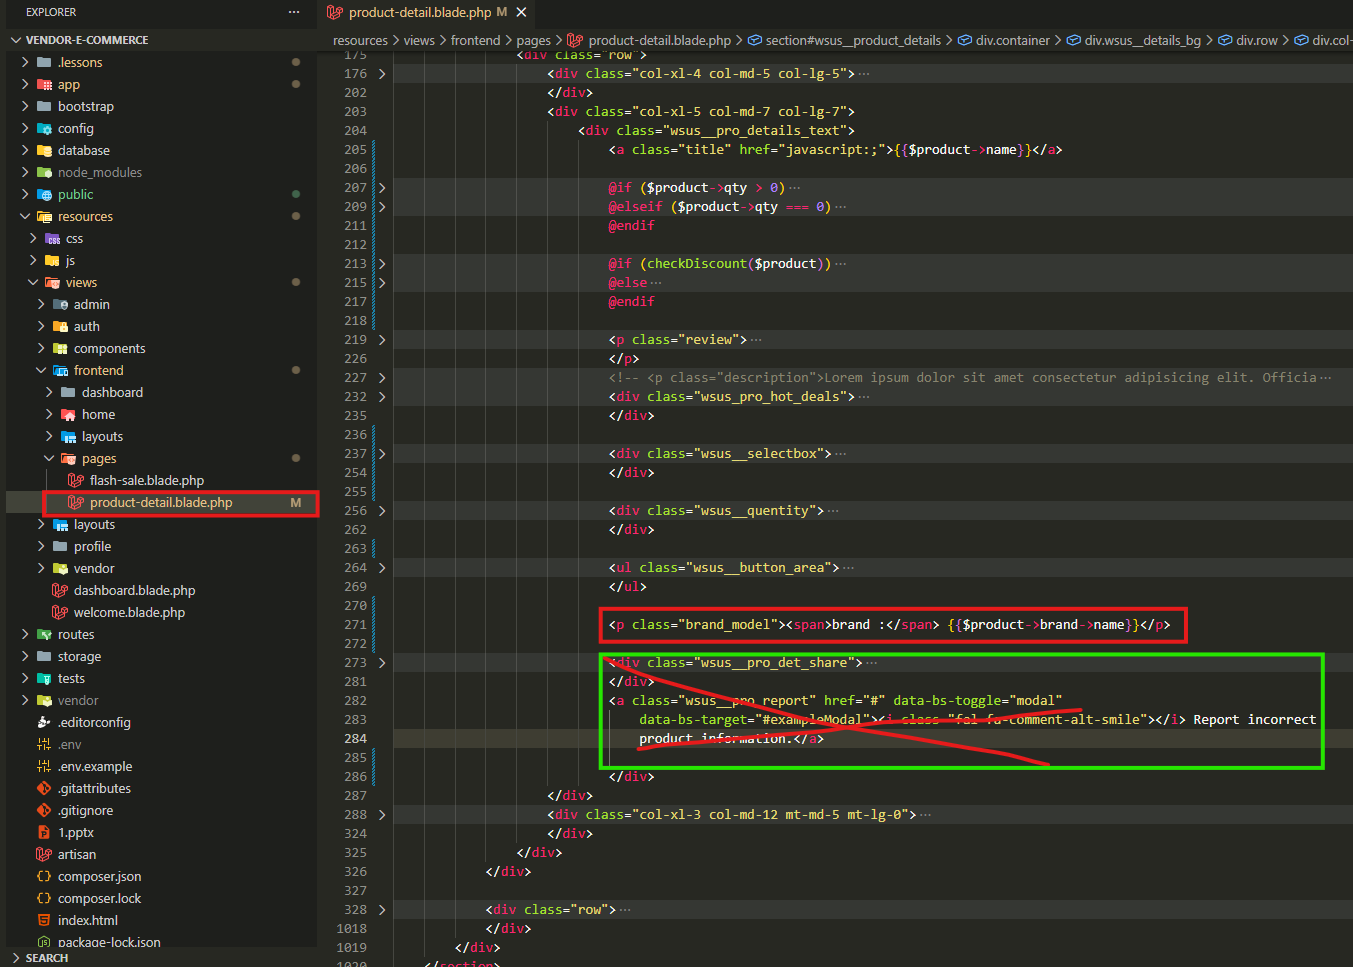 EXPLORER
VENDOR-E-COMMERCE
.lessons
app
bootstrap
config
database
node_modules
public
resources
css
js
views
admin
auth
components
frontend
dashboard
home
layouts
pages
flash-sale.blade.php
product-detail.blade.php M
layouts
profile
vendor
dashboard.blade.php
welcome.blade.php
routes
storage
tests
vendor
.editorconfig
.env
.env.example
.gitattributes
.gitignore
1.pptx
artisan
composer.json
composer.lock
index.html
package-lock.json
SEARCH
product-detail.blade.php M
resources > views > frontend > pages > product-detail.blade.php > section#wsus__product_details > div.container > div.wsus__details_bg > div.row > div.col-
175 <div class="row">
176 <div class="col-xl-4 col-md-5 col-lg-5">
202 </div>
203 <div class="col-xl-5 col-md-7 col-lg-7">
204 <div class="wsus__pro_details_text">
205 <a class="title" href="javascript:;">{{$product->name}}</a>
206
207 @if ($product->qty > 0)
209 @elseif ($product->qty === 0)
211 @endif
212
213 @if (checkDiscount($product))
215 @else
217 @endif
218
219 <p class="review">
226 </p>
227 <!-- <p class="description">Lorem ipsum dolor sit amet consectetur adipisicing elit. Officia
232 <div class="wsus_pro_hot_deals">
235 </div>
236
237 <div class="wsus__selectbox">
254 </div>
255
256 <div class="wsus__quentity">
262 </div>
263
264 <ul class="wsus__button_area">
269 </ul>
270
271 <p class="brand_model"><span>brand :</span> {{$product->brand->name}}</p>
272
273 <div class="wsus__pro_det_share">
281 </div>
282 <a class="wsus__pro_report" href="#" data-bs-toggle="modal"
283 data-bs-target="#exampleModal"><i class="fal fa-comment-alt-smile"></i> Report incorrect
284 product information.</a>
285
286 </div>
287 </div>
288 <div class="col-xl-3 col-md-12 mt-md-5 mt-lg-0">
324 </div>
325 </div>
326 </div>
327
328 <div class="row">
1018 </div>
1019 </div>
1020 </section>